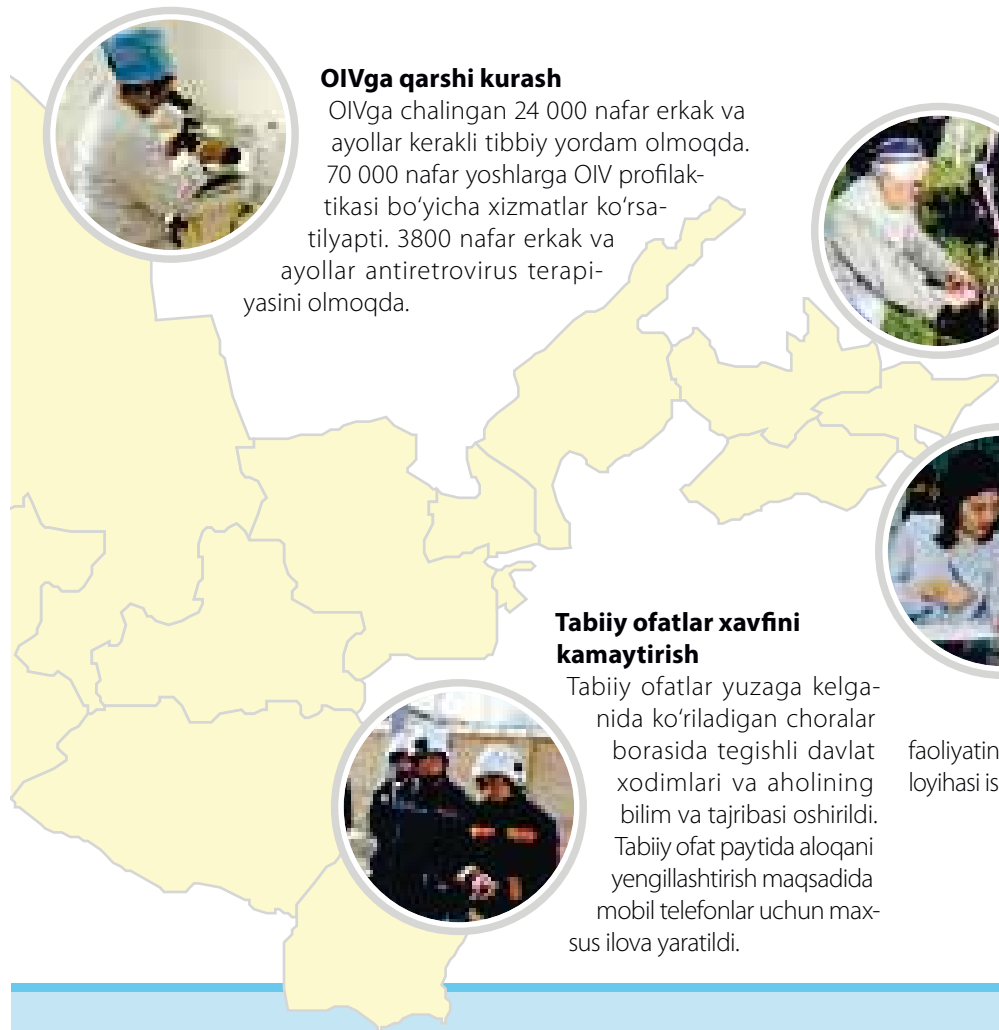 OIVga qarshi kurash
OIVga chalingan 24 000 nafar erkak va
ayollar kerakli tibbiy yordam olmoqda.
70 000 nafar yoshlarga OIV profilak-
tikasi bo‘yicha xizmatlar ko‘rsa-
tilyapti. 3800 nafar erkak va
ayollar antiretrovirus terapi-
yasini olmoqda.
Tabiiy ofatlar xavfini
kamaytirish
Tabiiy ofatlar yuzaga kelga-
nida ko‘riladigan choralar
borasida tegishli davlat
xodimlari va aholining
bilim va tajribasi oshirildi.
Tabiiy ofat paytida aloqani
yengillashtirish maqsadida
mobil telefonlar uchun max-
sus ilova yaratildi.
faoliyatin
loyihasi is